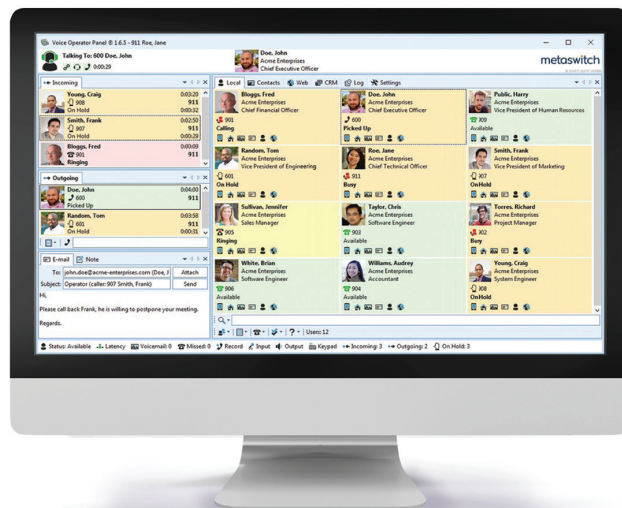 Voice Operator Panel ® 1.6.5 - 911 Roe, Jane
Talking To: 600 Doe, John
0:00:29
Doe, John
Acme Enterprises
Chief Executive Officer
metaswitch
Incoming
Young, Craig 0:03:20
908 911
On Hold 0:00:32
Smith, Frank 0:02:50
907 911
On Hold 0:00:29
Bloggs, Fred 0:00:09
901 911
Ringing
Outgoing
Doe, John 0:04:00
600 911
Picked Up
Random, Tom 0:03:58
601 911
On Hold 0:00:31
E-mail Note
To: john.doe@acme-enterprises.com (Doe, J Attach
Subject: Operator (caller: 907 Smith, Frank) Send
Hi,
Please call back Frank, he is willing to postpone your meeting.
Regards.
Local Contacts Web CRM Log Settings
Bloggs, Fred
Acme Enterprises
Chief Financial Officer
901
Calling
Doe, John
Acme Enterprises
Chief Executive Officer
600
Picked Up
Public, Harry
Acme Enterprises
Vice President of Human Resources
X09
Available
Random, Tom
Acme Enterprises
Vice President of Engineering
601
On Hold
Roe, Jane
Acme Enterprises
Chief Technical Officer
911
Busy
Smith, Frank
Acme Enterprises
Vice President of Marketing
X07
OnHold
Sullivan, Jennifer
Acme Enterprises
Sales Manager
905
Ringing
Taylor, Chris
Acme Enterprises
Software Engineer
903
Available
Torres, Richard
Acme Enterprises
Project Manager
X02
Busy
White, Brian
Acme Enterprises
Software Engineer
906
Available
Williams, Audrey
Acme Enterprises
Accountant
904
Available
Young, Craig
Acme Enterprises
System Engineer
X08
OnHold
Users: 12
Status: Available Latency Voicemail: 0 Missed: 0 Record Input Output Keypad Incoming: 3 Outgoing: 2 On Hold: 3